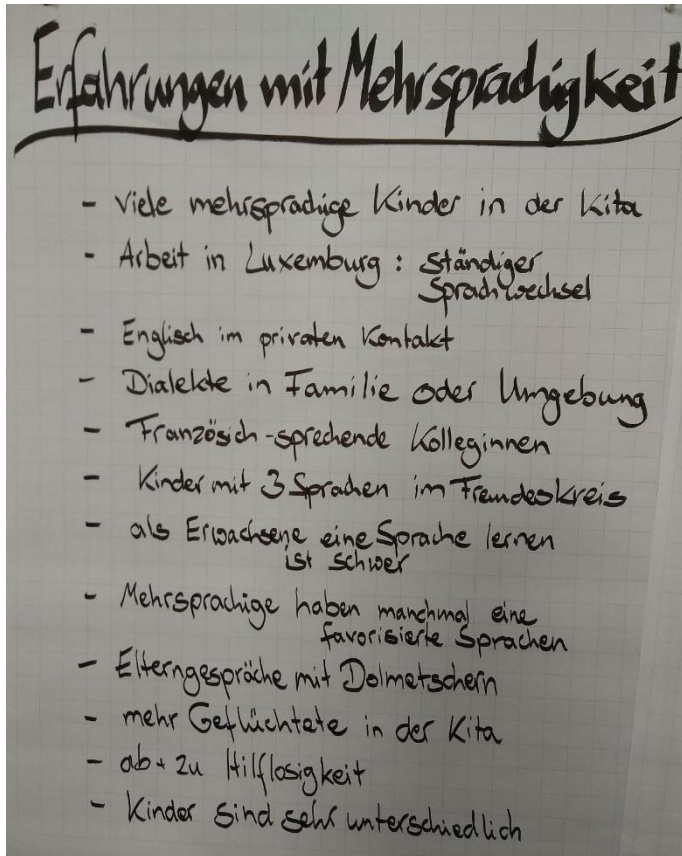 Erfahrungen mit Mehrsprachigkeit
- Viele mehrsprachige Kinder in der Kita
- Arbeit in Luxemburg : ständiger
Sprachwechsel
- Englisch im privaten Kontakt
- Dialekte in Familie oder Umgebung
- Französich-sprechende Kolleginnen
- Kinder mit 3 Sprachen im Freundeskreis
- als Erwachsene eine Sprache lernen
ist schwer
- Mehrsprachige haben manchmal eine
favorisierte Sprachen
- Elterngespräche mit Dolmetschern
- mehr Geflüchtete in der Kita
- ab + zu Hilflosigkeit
- Kinder sind sehr unterschiedlich